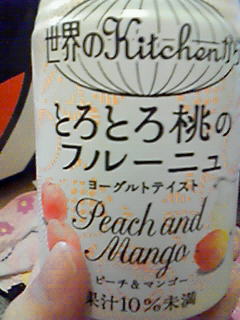 世界のKitchenから
とろとろ桃の
フルーニュ
ヨーグルトテイスト
Peach and
Mango
ピーチ&マンゴー
果汁10%未満